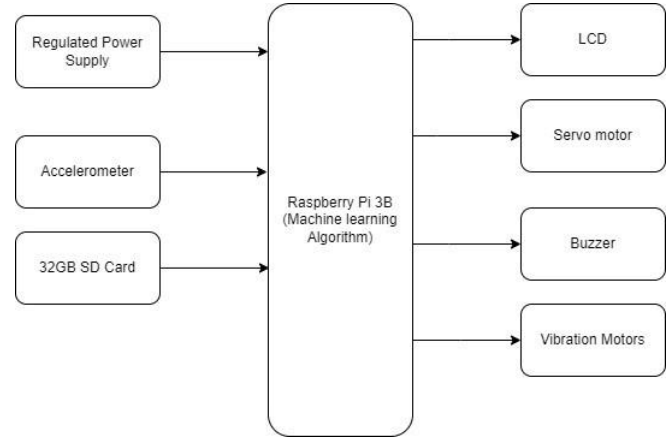 Regulated Power
Supply
Accelerometer
32GB SD Card
Raspberry Pi 3B
(Machine learning
Algorithm)
LCD
Servo motor
Buzzer
Vibration Motors